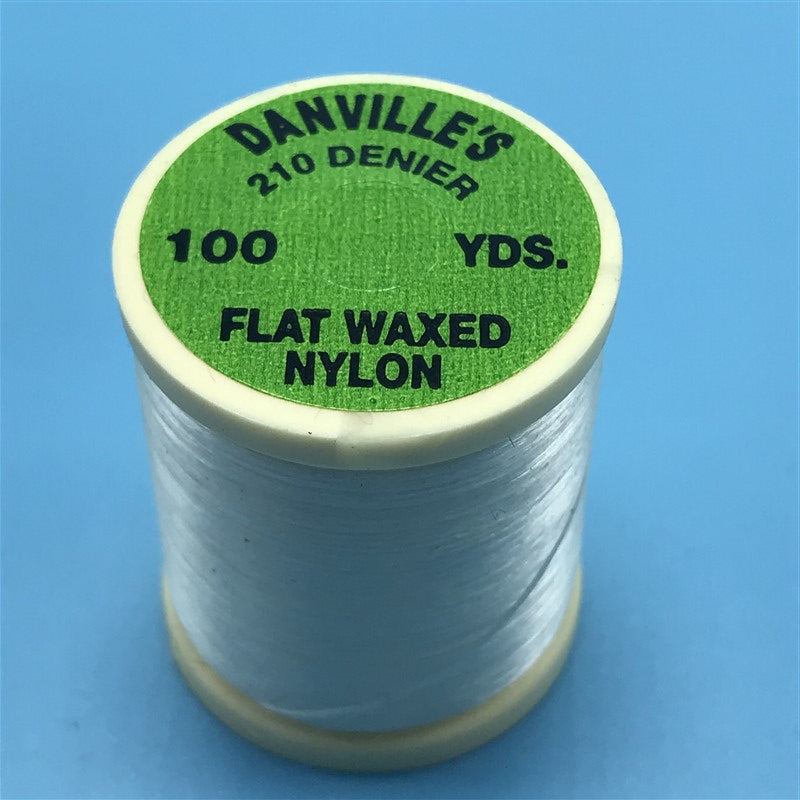 DANVILLE'S
210 DENIER
100 YDS.
FLAT WAXED
NYLON